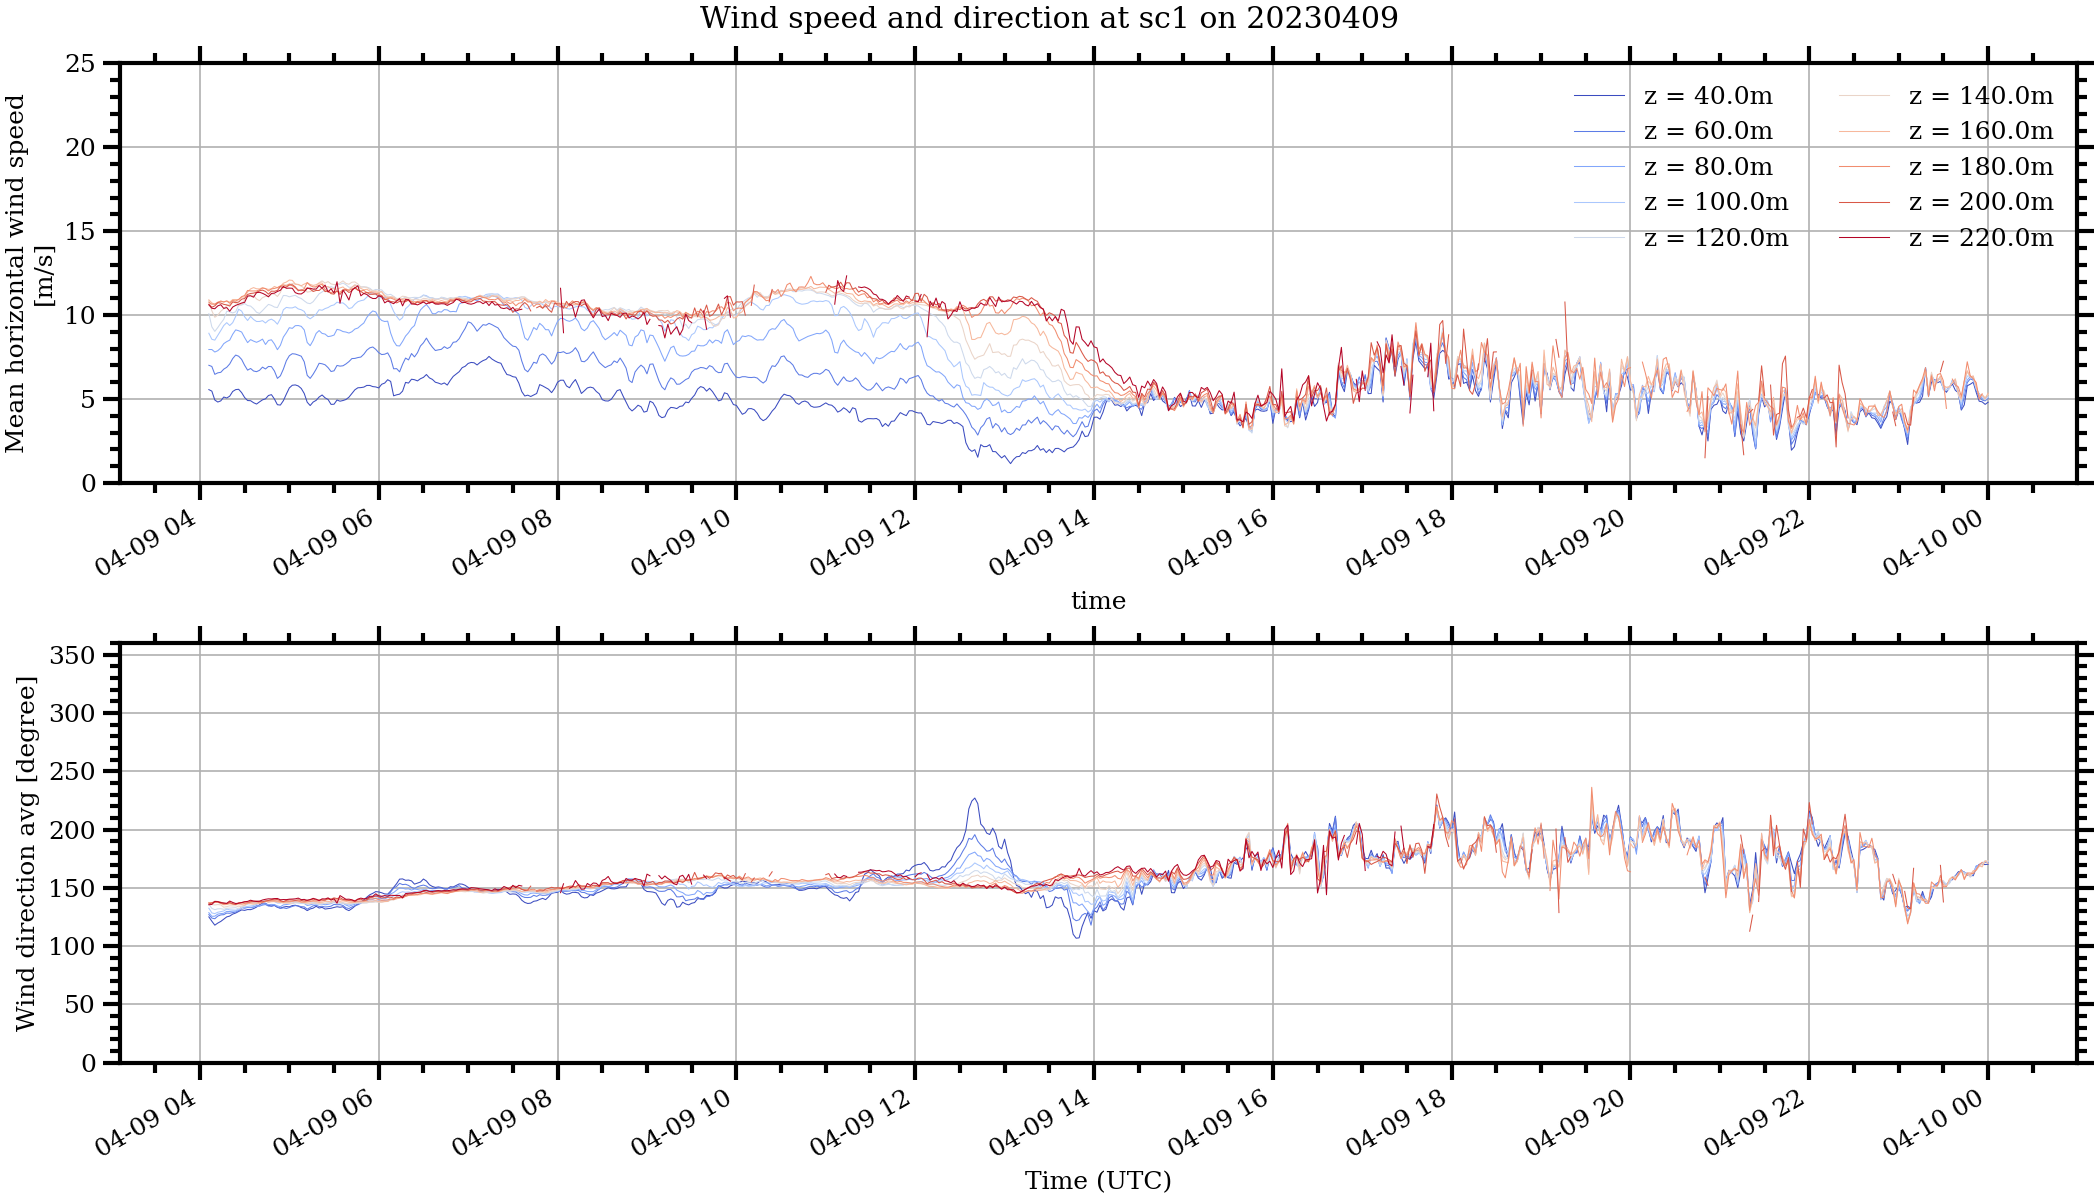 Wind speed and direction at sc1 on 20230409
Mean horizontal wind speed
[m/s]
25
20
15
10
5
0
z = 40.0m
z = 60.0m
z = 80.0m
z = 100.0m
z = 120.0m
z = 140.0m
z = 160.0m
z = 180.0m
z = 200.0m
z = 220.0m
04-09 04
04-09 06
04-09 08
04-09 10
04-09 12
04-09 14
04-09 16
04-09 18
04-09 20
04-09 22
04-10 00
time
Wind direction avg [degree]
350
300
250
200
150
100
50
0
04-09 04
04-09 06
04-09 08
04-09 10
04-09 12
04-09 14
04-09 16
04-09 18
04-09 20
04-09 22
04-10 00
Time (UTC)